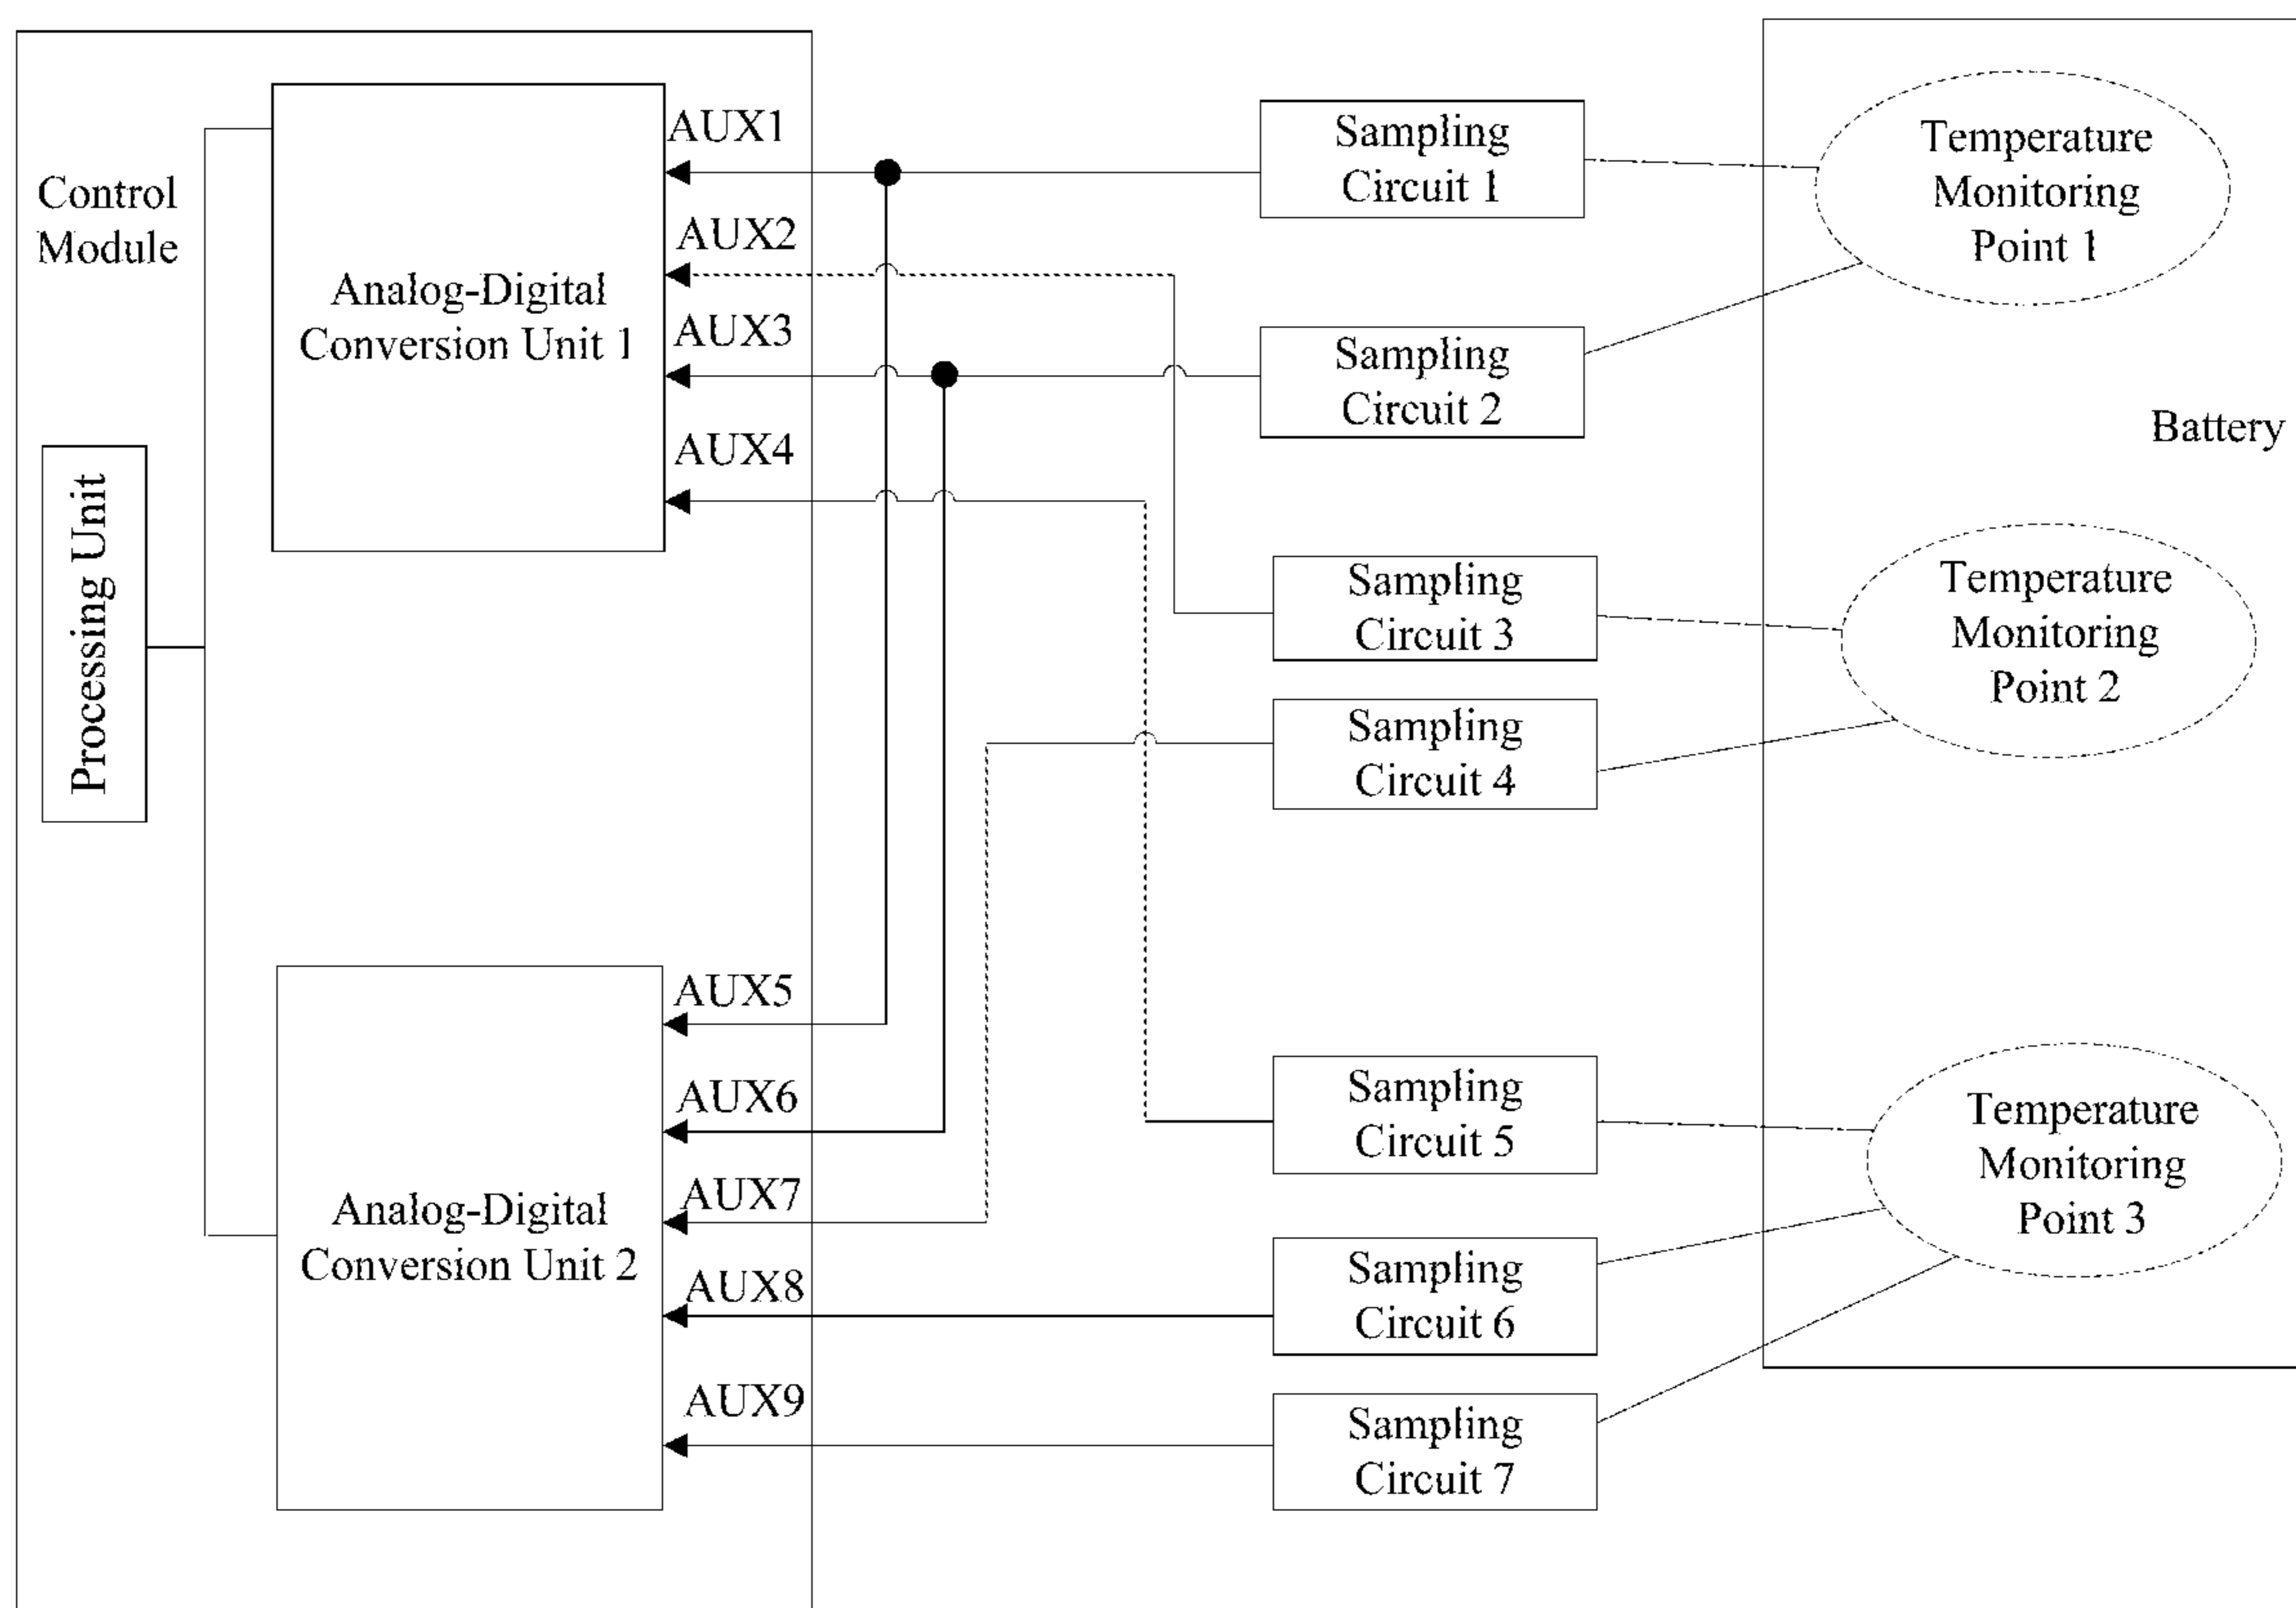 Control
Module
Processing Unit
Analog-Digital
Conversion Unit 1
AUX1
AUX2
AUX3
AUX4
Analog-Digital
Conversion Unit 2
AUX5
AUX6
AUX7
AUX8
AUX9
Sampling
Circuit 1
Sampling
Circuit 2
Sampling
Circuit 3
Sampling
Circuit 4
Sampling
Circuit 5
Sampling
Circuit 6
Sampling
Circuit 7
Temperature
Monitoring
Point 1
Battery
Temperature
Monitoring
Point 2
Temperature
Monitoring
Point 3